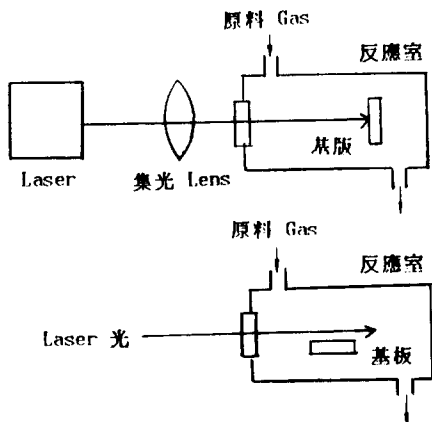 原料 Gas
反應室
基版
Laser
集光 Lens
原料 Gas
反應室
Laser 光
基板